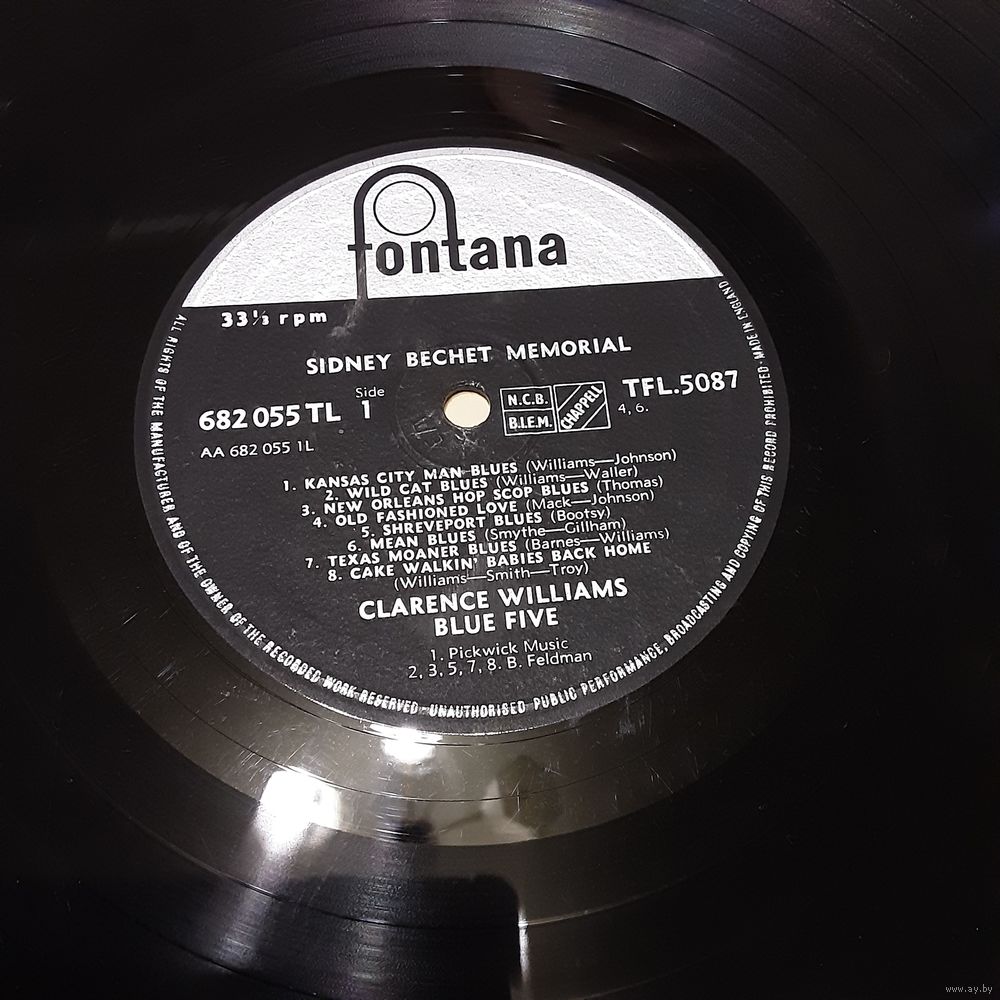 fontana
33⅓ rpm
SIDNEY BECHET MEMORIAL
682 055 TL
Side
1
AA 682 055 1L
N.C.B.
B.I.E.M.
CHAPPELL
TFL.5087
4, 6.
1. KANSAS CITY MAN BLUES (Williams—Johnson)
2. WILD CAT BLUES (Williams—Waller)
3. NEW ORLEANS HOP SCOP BLUES (Thomas)
4. OLD FASHIONED LOVE (Mack—Johnson)
5. SHREVEPORT BLUES (Bootsy)
6. MEAN BLUES (Smythe—Gillham)
7. TEXAS MOANER BLUES (Barnes—Williams)
8. CAKE WALKIN' BABIES BACK HOME
(Williams—Smith—Troy)
CLARENCE WILLIAMS
BLUE FIVE
1. Pickwick Music
2, 3, 5, 7, 8. B. Feldman
ALL RIGHTS OF THE MANUFACTURER AND OF THE OWNER OF THE RECORDED WORK RESERVED · UNAUTHORISED PUBLIC PERFORMANCE, BROADCASTING AND COPYING OF THIS RECORD PROHIBITED · MADE IN ENGLAND
www.ay.by